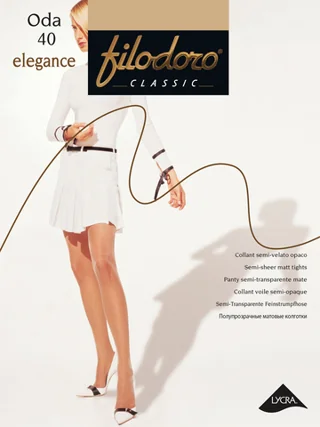 Oda
40
elegance
filodoro®
CLASSIC
Collant semi-velato opaco
Semi-sheer matt tights
Panty semi-transparente mate
Collant voile semi-opaque
Semi-Transparente Feinstrumpfhose
Полупрозрачные матовые колготки
LYCRA